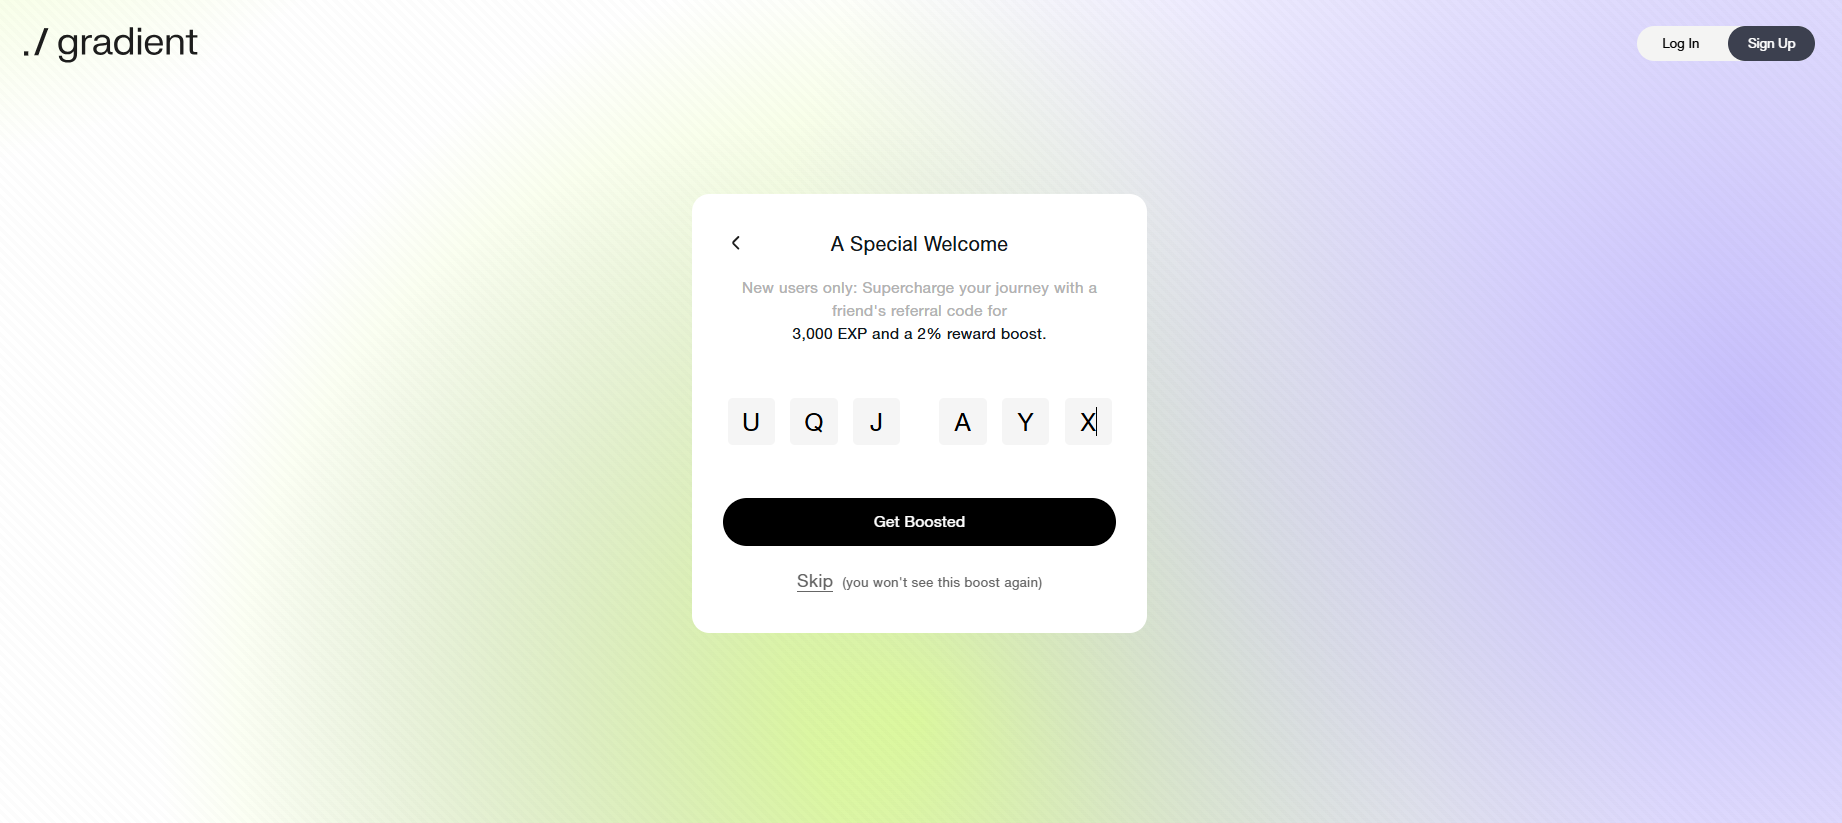 ./ gradient
Log In
Sign Up
A Special Welcome
New users only: Supercharge your journey with a
friend's referral code for
3,000 EXP and a 2% reward boost.
U Q J A Y X
Get Boosted
Skip (you won't see this boost again)